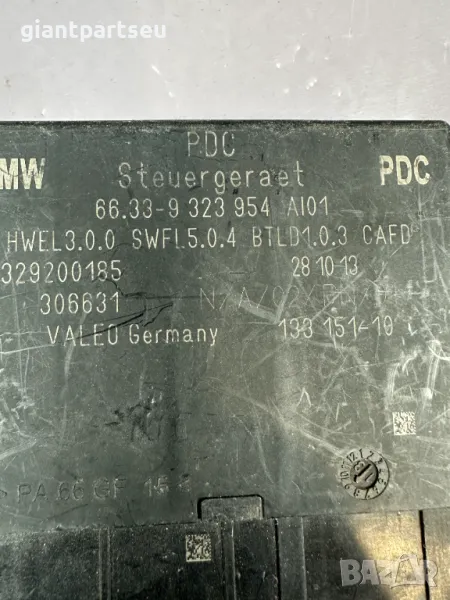 giantpartseu
PDC
MW Steuergeraet PDC
66.33-9 323 954 AI01
HWEL3.0.0 SWFL5.0.4 BTLD1.0.3 CAFD
329200185 28.10.13
306631
VALEO Germany 138 151-10
PA 66 GF
BAZAR